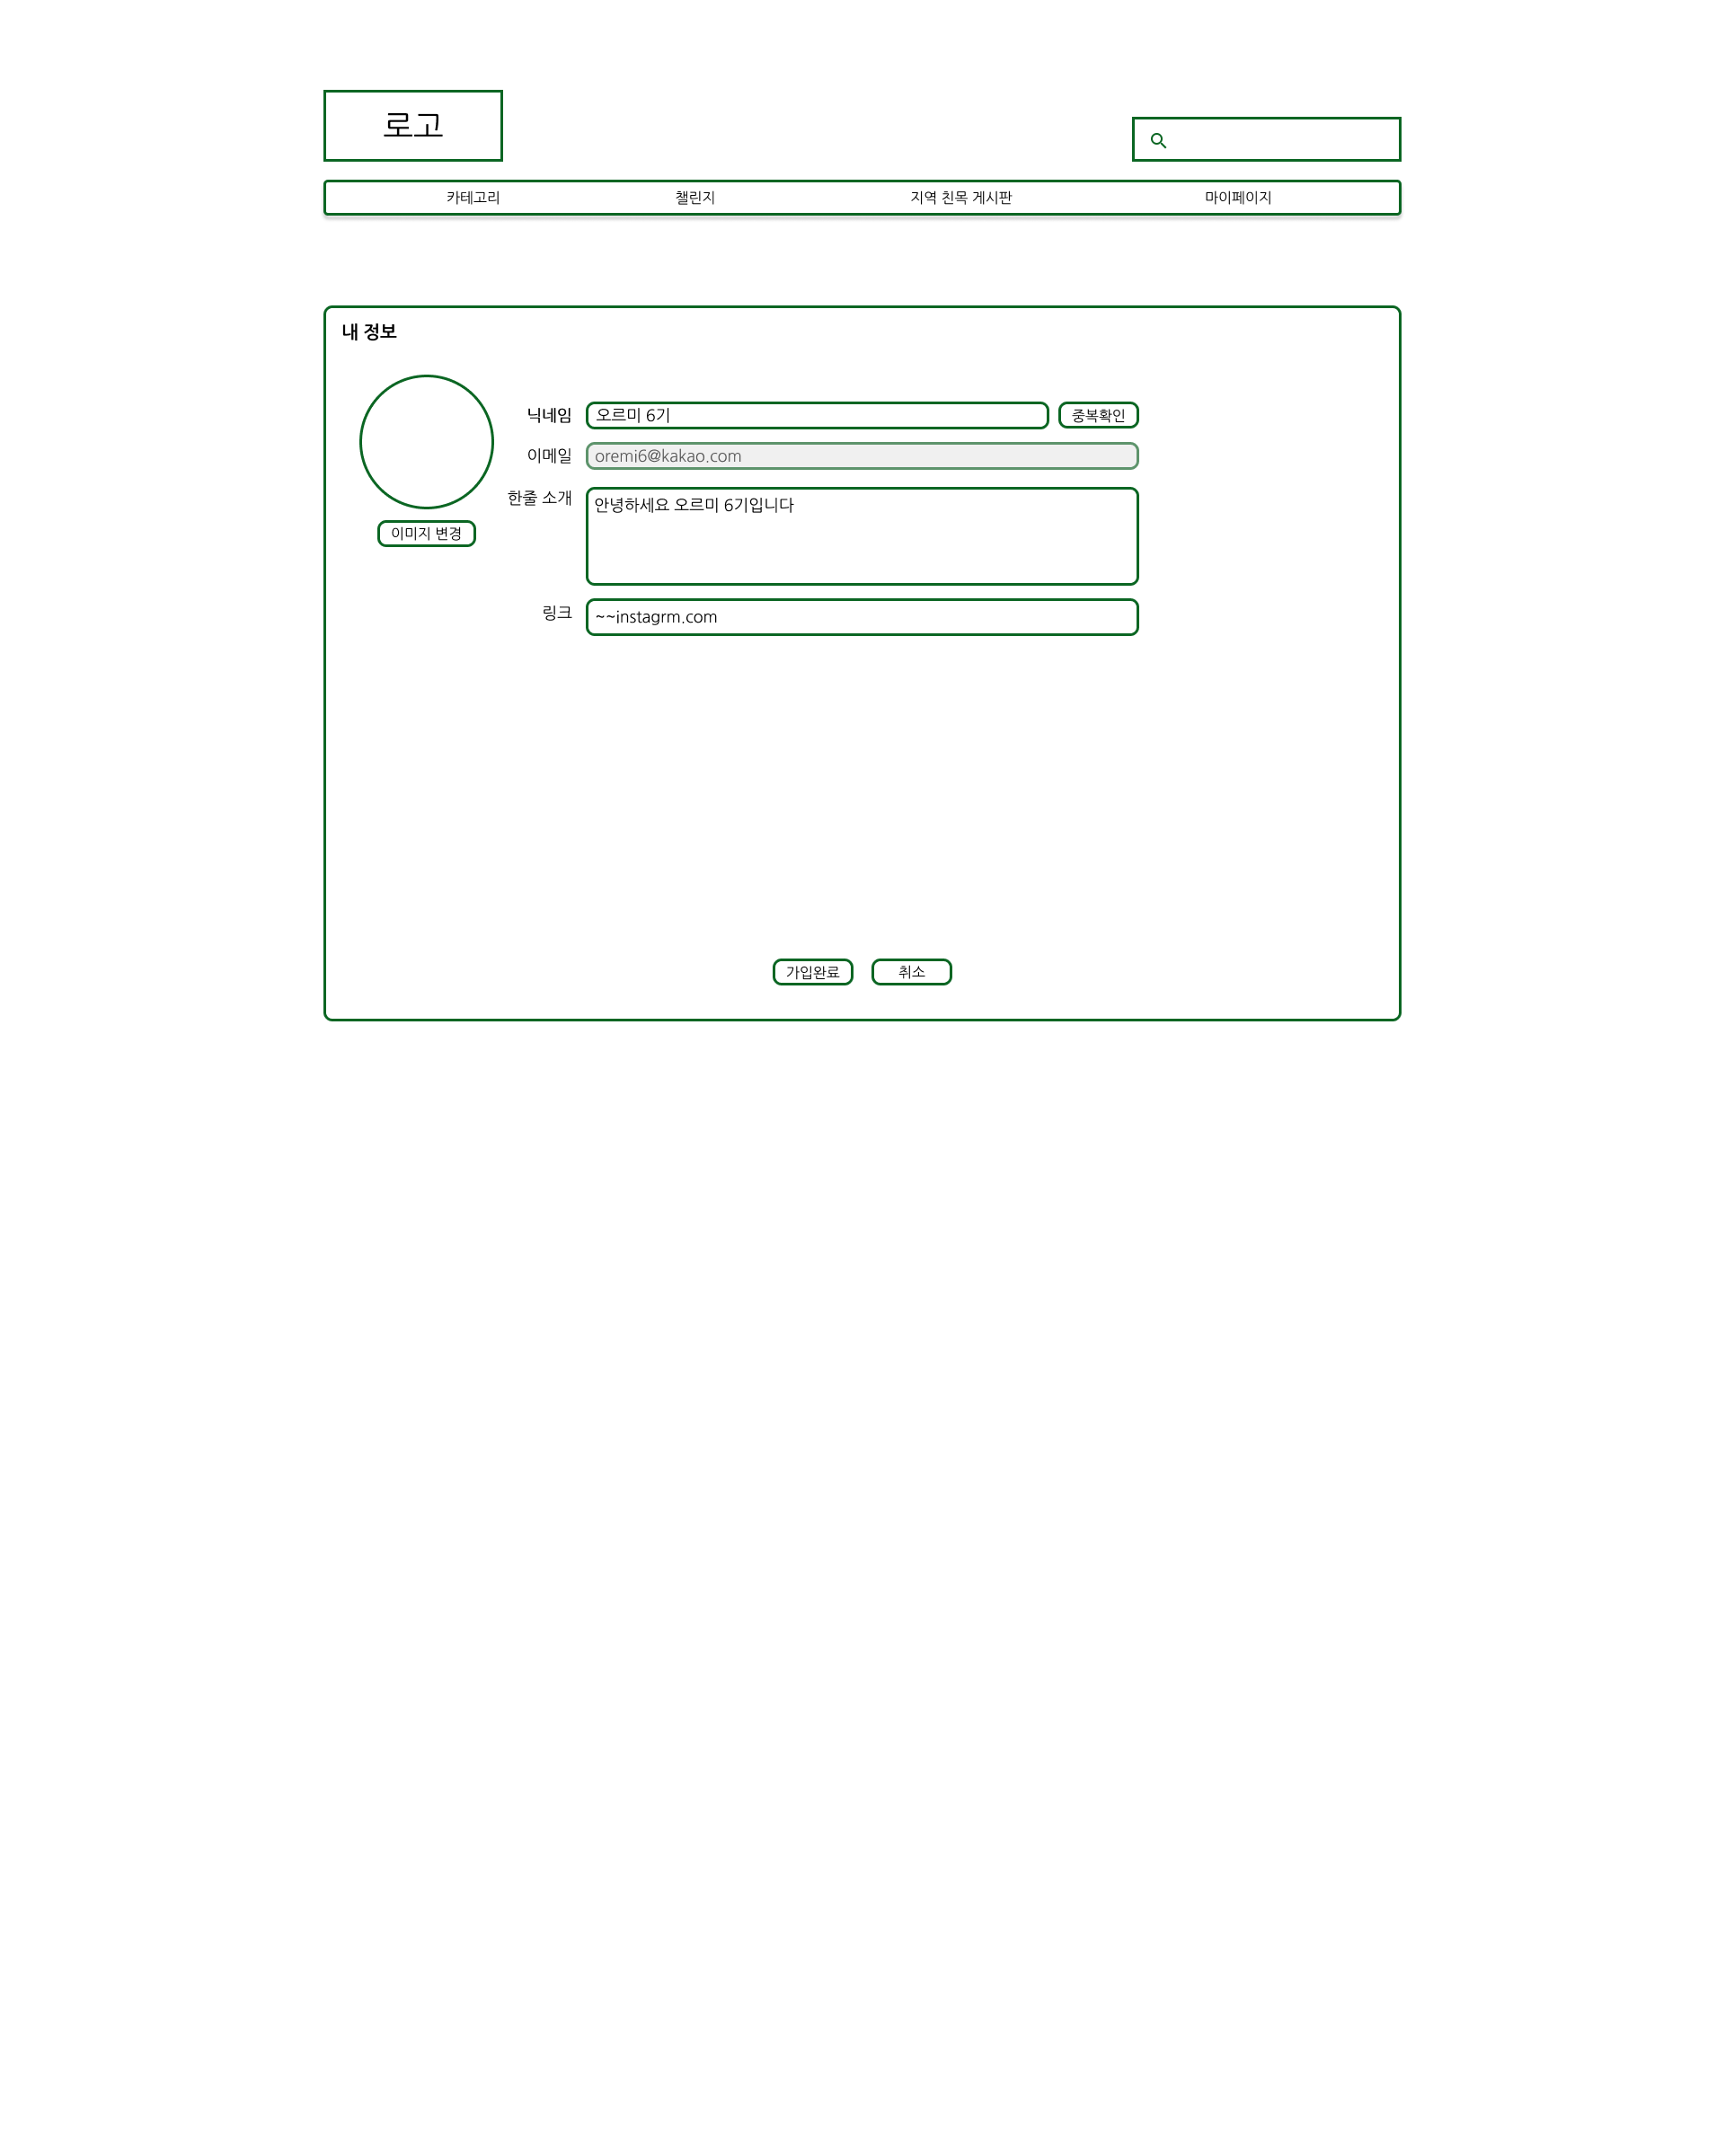 로고
카테고리 챌린지 지역 친목 게시판 마이페이지
내 정보
닉네임 오르미 6기 중복확인
이메일 oremi6@kakao.com
한줄 소개 안녕하세요 오르미 6기입니다
이미지 변경
링크 ~~instagrm.com
가입완료 취소